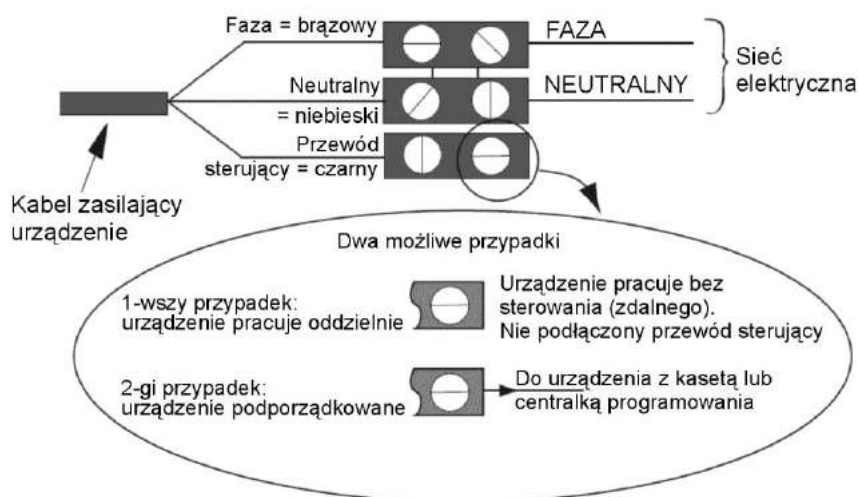 Faza = brązowy
FAZA
Neutralny
= niebieski
NEUTRALNY
Sieć
elektryczna
Przewód
sterujący = czarny
Kabel zasilający
urządzenie
Dwa możliwe przypadki
1-wszy przypadek:
urządzenie pracuje oddzielnie
Urządzenie pracuje bez
sterowania (zdalnego).
Nie podłączony przewód sterujący
2-gi przypadek:
urządzenie podporządkowane
Do urządzenia z kasetą lub
centralką programowania